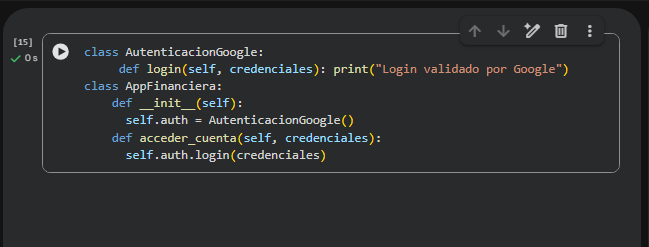 [15]
0 s
class AutenticacionGoogle:
     def login(self, credenciales): print("Login validado por Google")
class AppFinanciera:
    def __init__(self):
      self.auth = AutenticacionGoogle()
    def acceder_cuenta(self, credenciales):
      self.auth.login(credenciales)